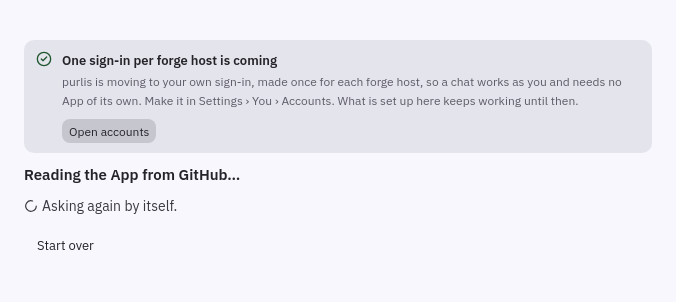 One sign-in per forge host is coming
purlis is moving to your own sign-in, made once for each forge host, so a chat works as you and needs no
App of its own. Make it in Settings › You › Accounts. What is set up here keeps working until then.
Open accounts
Reading the App from GitHub…
Asking again by itself.
Start over